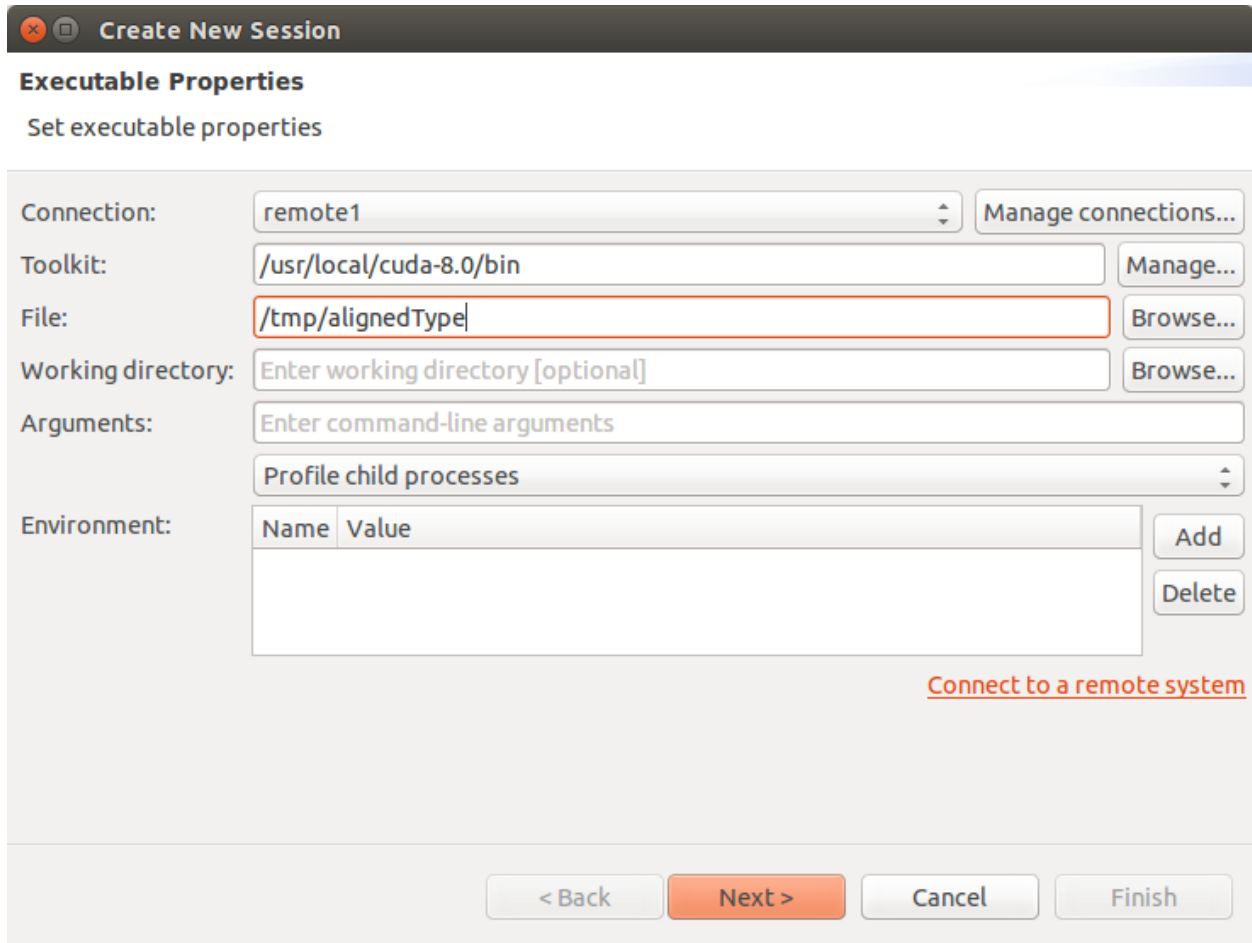 Create New Session
Executable Properties
Set executable properties
Connection: remote1 Manage connections...
Toolkit: /usr/local/cuda-8.0/bin Manage...
File: /tmp/alignedType Browse...
Working directory: Enter working directory [optional] Browse...
Arguments: Enter command-line arguments
Profile child processes
Environment: Name Value Add
Delete
Connect to a remote system
< Back Next > Cancel Finish